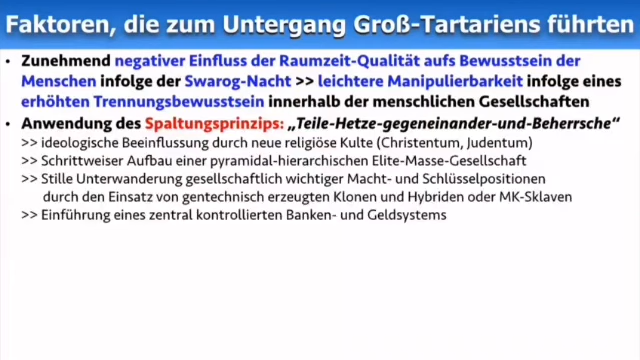 Faktoren, die zum Untergang Groß-Tartariens führten
• Zunehmend negativer Einfluss der Raumzeit-Qualität aufs Bewusstsein der
Menschen infolge der Swarog-Nacht >> leichtere Manipulierbarkeit infolge eines
erhöhten Trennungsbewusstsein innerhalb der menschlichen Gesellschaften
• Anwendung des Spaltungsprinzips: „Teile-Hetze-gegeneinander-und-Beherrsche“
>> ideologische Beeinflussung durch neue religiöse Kulte (Christentum, Judentum)
>> Schrittweiser Aufbau einer pyramidal-hierarchischen Elite-Masse-Gesellschaft
>> Stille Unterwanderung gesellschaftlich wichtiger Macht- und Schlüsselpositionen
durch den Einsatz von gentechnisch erzeugten Klonen und Hybriden oder MK-Sklaven
>> Einführung eines zentral kontrollierten Banken- und Geldsystems